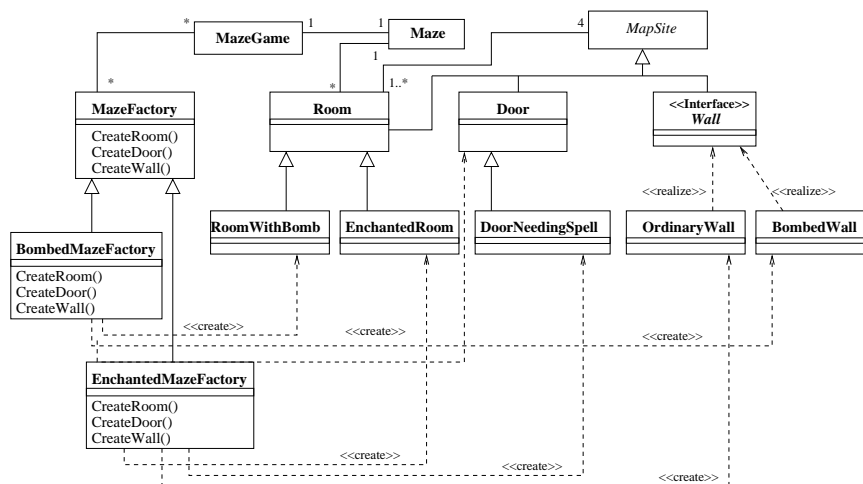 *
MazeGame
1
1
Maze
4
MapSite
1
*
*
1..*
MazeFactory
CreateRoom()
CreateDoor()
CreateWall()
Room
Door
<<Interface>>
Wall
<<realize>>
<<realize>>
RoomWithBomb
EnchantedRoom
DoorNeedingSpell
OrdinaryWall
BombedWall
BombedMazeFactory
CreateRoom()
CreateDoor()
CreateWall()
<<create>>
<<create>>
<<create>>
EnchantedMazeFactory
CreateRoom()
CreateDoor()
CreateWall()
<<create>>
<<create>>
<<create>>